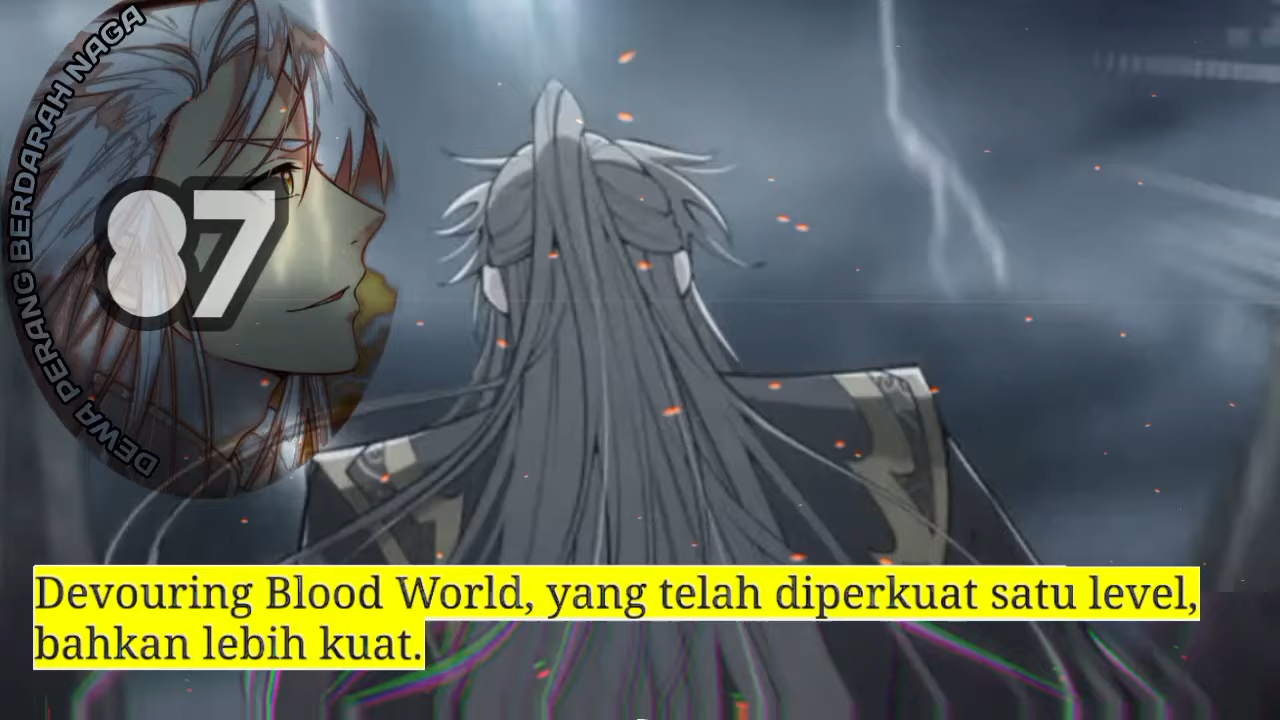 DEWA PERANG BERDARAH NAGA
87
Devouring Blood World, yang telah diperkuat satu level,
bahkan lebih kuat.